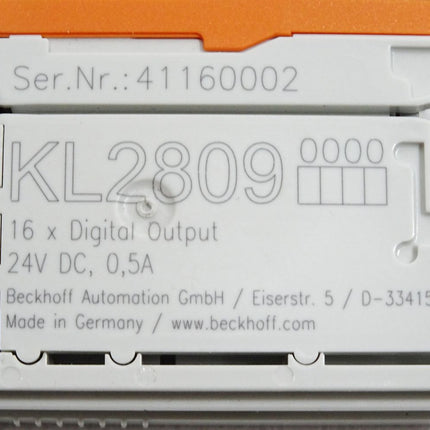 Ser.Nr.: 41160002
KL2809 0000
16 x Digital Output
24V DC, 0,5A
Beckhoff Automation GmbH / Eiserstr. 5 / D-33415
Made in Germany / www.beckhoff.com